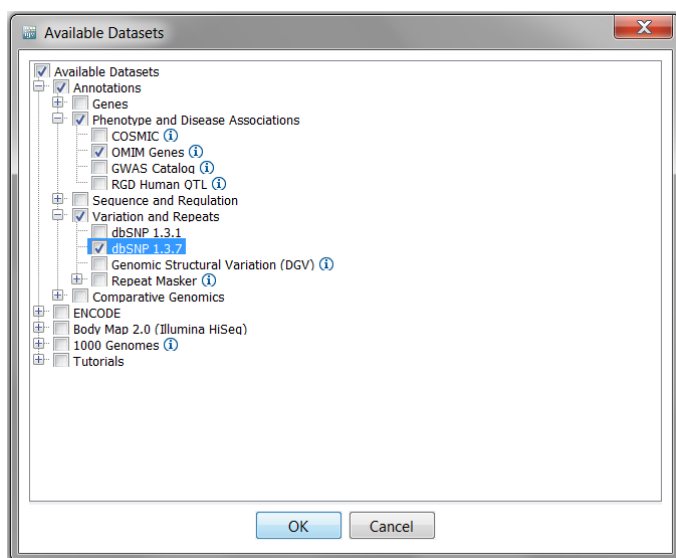 Available Datasets
Available Datasets
Annotations
Genes
Phenotype and Disease Associations
COSMIC
OMIM Genes
GWAS Catalog
RGD Human QTL
Sequence and Regulation
Variation and Repeats
dbSNP 1.3.1
dbSNP 1.3.7
Genomic Structural Variation (DGV)
Repeat Masker
Comparative Genomics
ENCODE
Body Map 2.0 (Illumina HiSeq)
1000 Genomes
Tutorials
OK Cancel